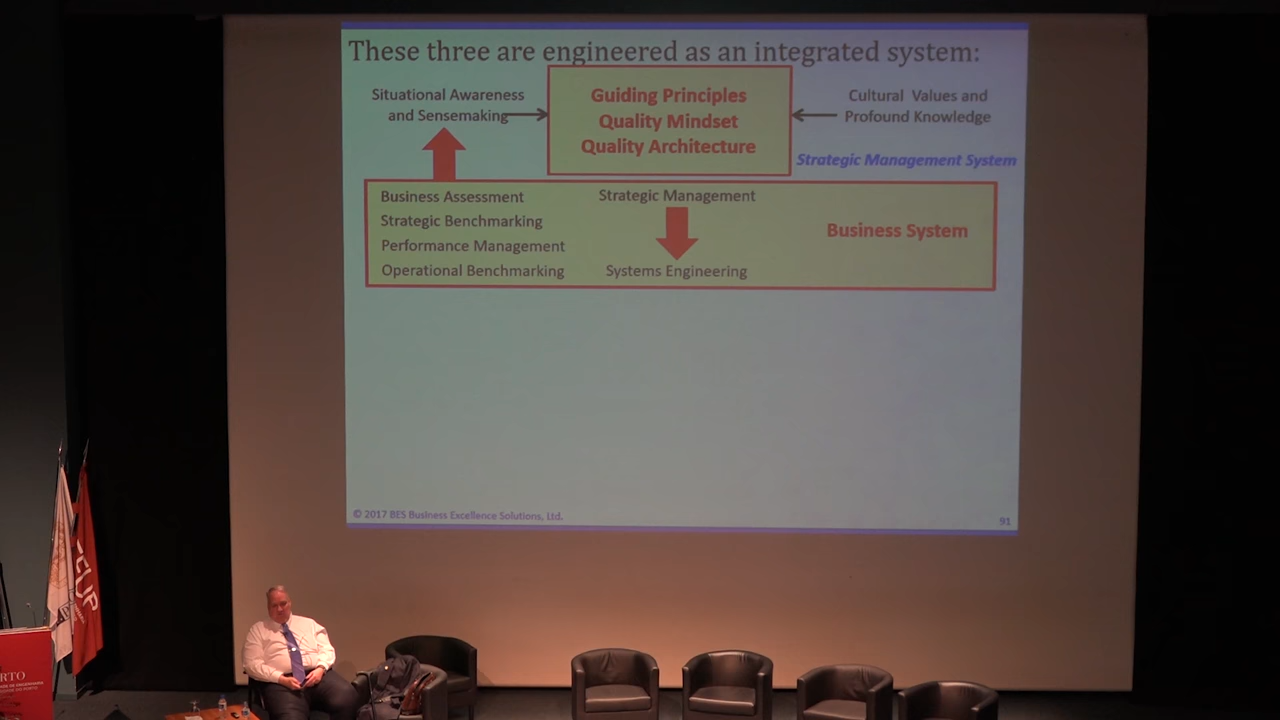 These three are engineered as an integrated system:
Situational Awareness
and Sensemaking
Guiding Principles
Quality Mindset
Quality Architecture
Cultural Values and
Profound Knowledge
Strategic Management System
Business Assessment
Strategic Benchmarking
Performance Management
Operational Benchmarking
Strategic Management
Systems Engineering
Business System
© 2017 BES Business Excellence Solutions, Ltd.
91
FEUP
PORTO